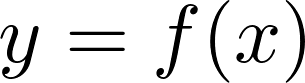 y = f(x)